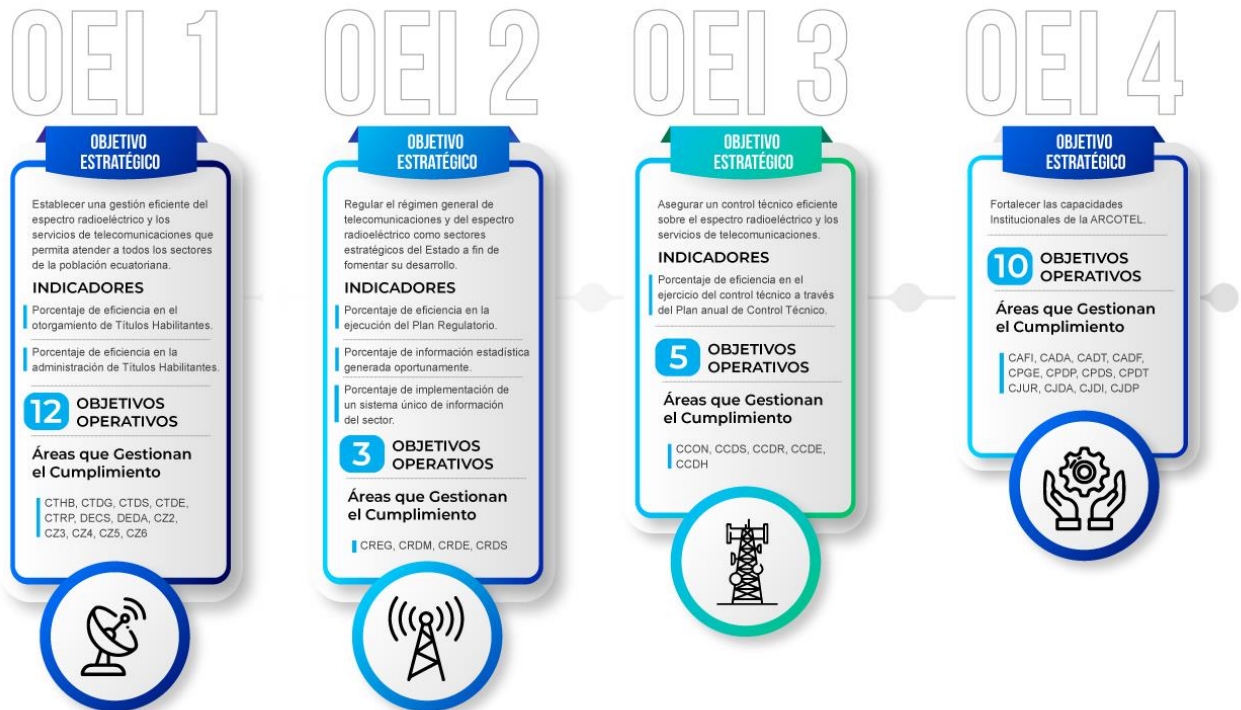 OEI 1
OBJETIVO
ESTRATÉGICO
Establecer una gestión eficiente del
espectro radioeléctrico y los
servicios de telecomunicaciones que
permita atender a todos los sectores
de la población ecuatoriana.
INDICADORES
Porcentaje de eficiencia en el
otorgamiento de Títulos Habilitantes.
Porcentaje de eficiencia en la
administración de Títulos Habilitantes.
12 OBJETIVOS
OPERATIVOS
Áreas que Gestionan
el Cumplimiento
CTHB, CTDG, CTDS, CTDE,
CTRP, DECS, DEDA, CZ2,
CZ3, CZ4, CZ5, CZ6
OEI 2
OBJETIVO
ESTRATÉGICO
Regular el régimen general de
telecomunicaciones y del espectro
radioeléctrico como sectores
estratégicos del Estado a fin de
fomentar su desarrollo.
INDICADORES
Porcentaje de eficiencia en la
ejecución del Plan Regulatorio.
Porcentaje de información estadística
generada oportunamente.
Porcentaje de implementación de
un sistema único de información
del sector.
3 OBJETIVOS
OPERATIVOS
Áreas que Gestionan
el Cumplimiento
CREG, CRDM, CRDE, CRDS
OEI 3
OBJETIVO
ESTRATÉGICO
Asegurar un control técnico eficiente
sobre el espectro radioeléctrico y los
servicios de telecomunicaciones.
INDICADORES
Porcentaje de eficiencia en el
ejercicio del control técnico a través
del Plan anual de Control Técnico.
5 OBJETIVOS
OPERATIVOS
Áreas que Gestionan
el Cumplimiento
CCON, CCDS, CCDR, CCDE,
CCDH
OEI 4
OBJETIVO
ESTRATÉGICO
Fortalecer las capacidades
Institucionales de la ARCOTEL.
10 OBJETIVOS
OPERATIVOS
Áreas que Gestionan
el Cumplimiento
CAFI, CADA, CADT, CADF,
CPGE, CPDP, CPDS, CPDT
CJUR, CJDA, CJDI, CJDP